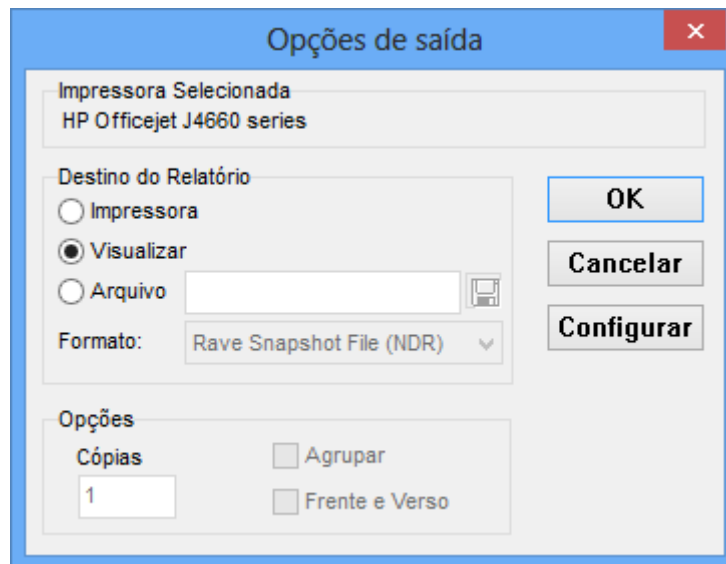 Opções de saída
Impressora Selecionada
HP Officejet J4660 series
Destino do Relatório
Impressora
Visualizar
Arquivo
Formato: Rave Snapshot File (NDR)
OK
Cancelar
Configurar
Opções
Cópias
1
Agrupar
Frente e Verso